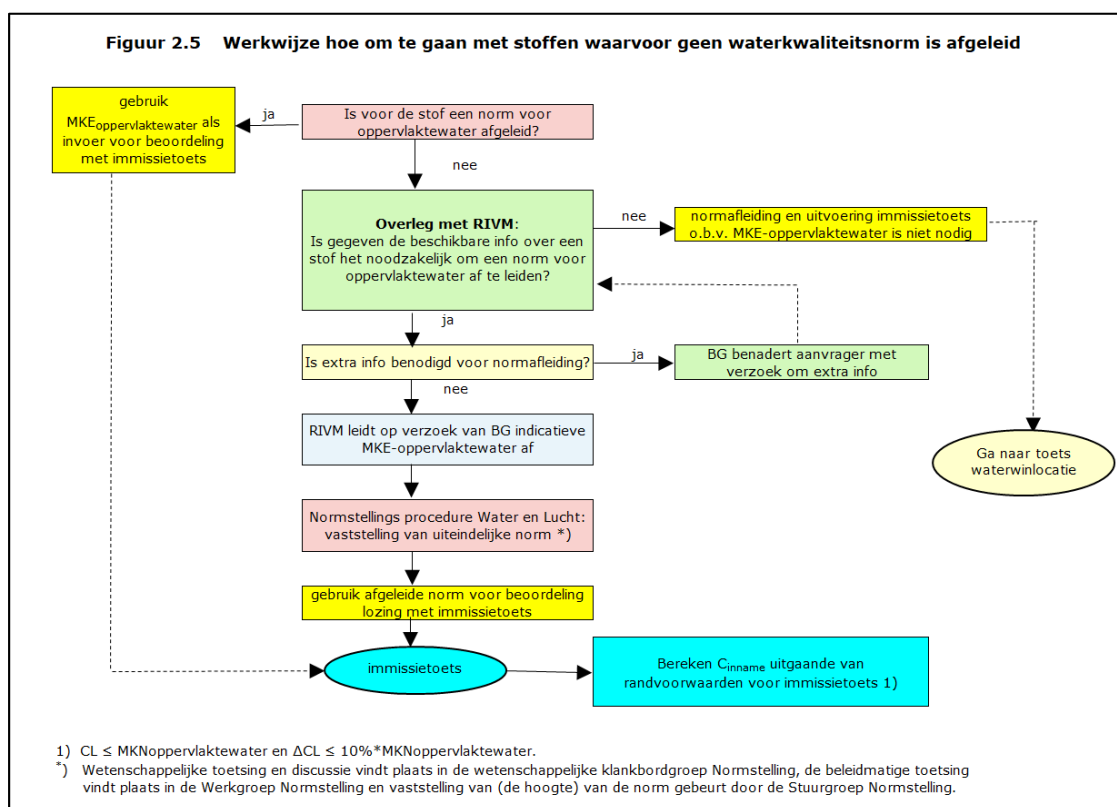 Figuur 2.5 Werkwijze hoe om te gaan met stoffen waarvoor geen waterkwaliteitsnorm is afgeleid
gebruik
MKEoppervlaktewater als
invoer voor beoordeling
met immissietoets
ja
Is voor de stof een norm voor
oppervlaktewater afgeleid?
nee
Overleg met RIVM:
Is gegeven de beschikbare info over een
stof het noodzakelijk om een norm voor
oppervlaktewater af te leiden?
nee
normafleiding en uitvoering immissietoets
o.b.v. MKE-oppervlaktewater is niet nodig
ja
Is extra info benodigd voor normafleiding?
ja
BG benadert aanvrager met
verzoek om extra info
nee
RIVM leidt op verzoek van BG indicatieve
MKE-oppervlaktewater af
Ga naar toets
waterwinlocatie
Normstellings procedure Water en Lucht:
vaststelling van uiteindelijke norm *)
gebruik afgeleide norm voor beoordeling
lozing met immissietoets
immissietoets
Bereken Cinname uitgaande van
randvoorwaarden voor immissietoets 1)
1) CL ≤ MKNoppervlaktewater en ΔCL ≤ 10%*MKNoppervlaktewater.
*) Wetenschappelijke toetsing en discussie vindt plaats in de wetenschappelijke klankbordgroep Normstelling, de beleidmatige toetsing
vindt plaats in de Werkgroep Normstelling en vaststelling van (de hoogte) van de norm gebeurt door de Stuurgroep Normstelling.